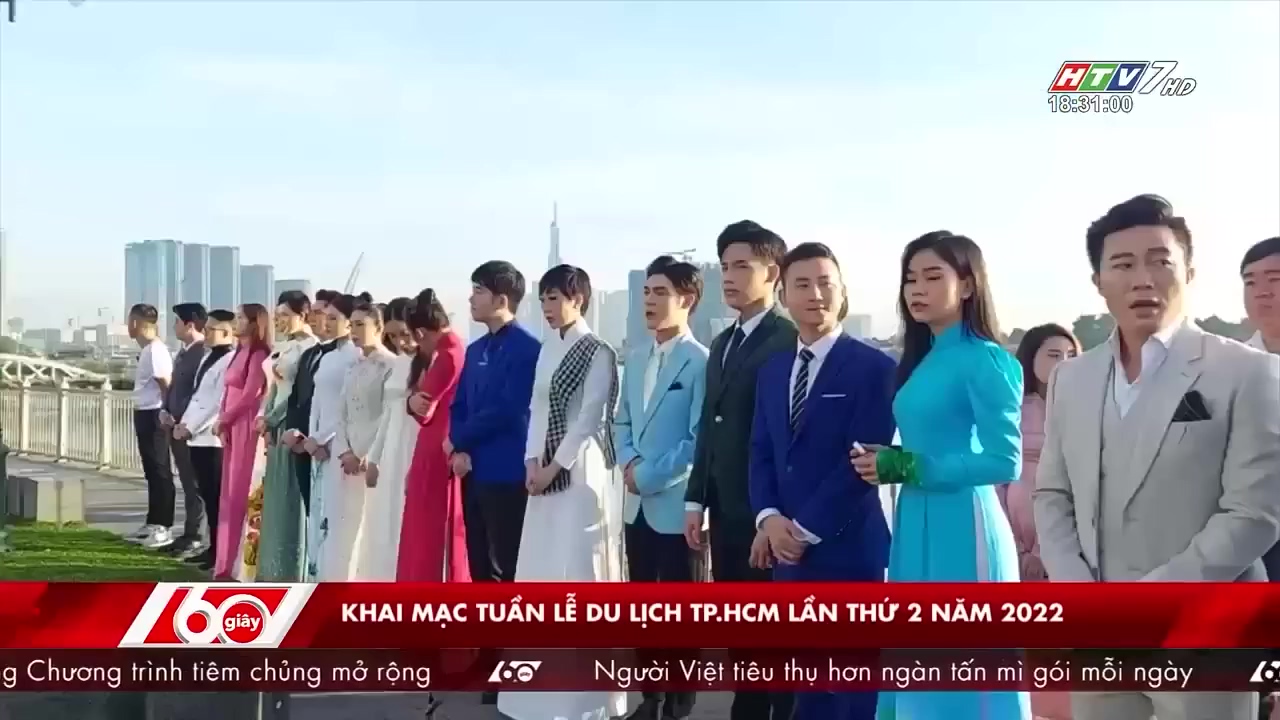 HTV7 HD
18:31:00
60 giây
KHAI MẠC TUẦN LỄ DU LỊCH TP.HCM LẦN THỨ 2 NĂM 2022
g Chương trình tiêm chủng mở rộng 60 Người Việt tiêu thụ hơn ngàn tấn mì gói mỗi ngày